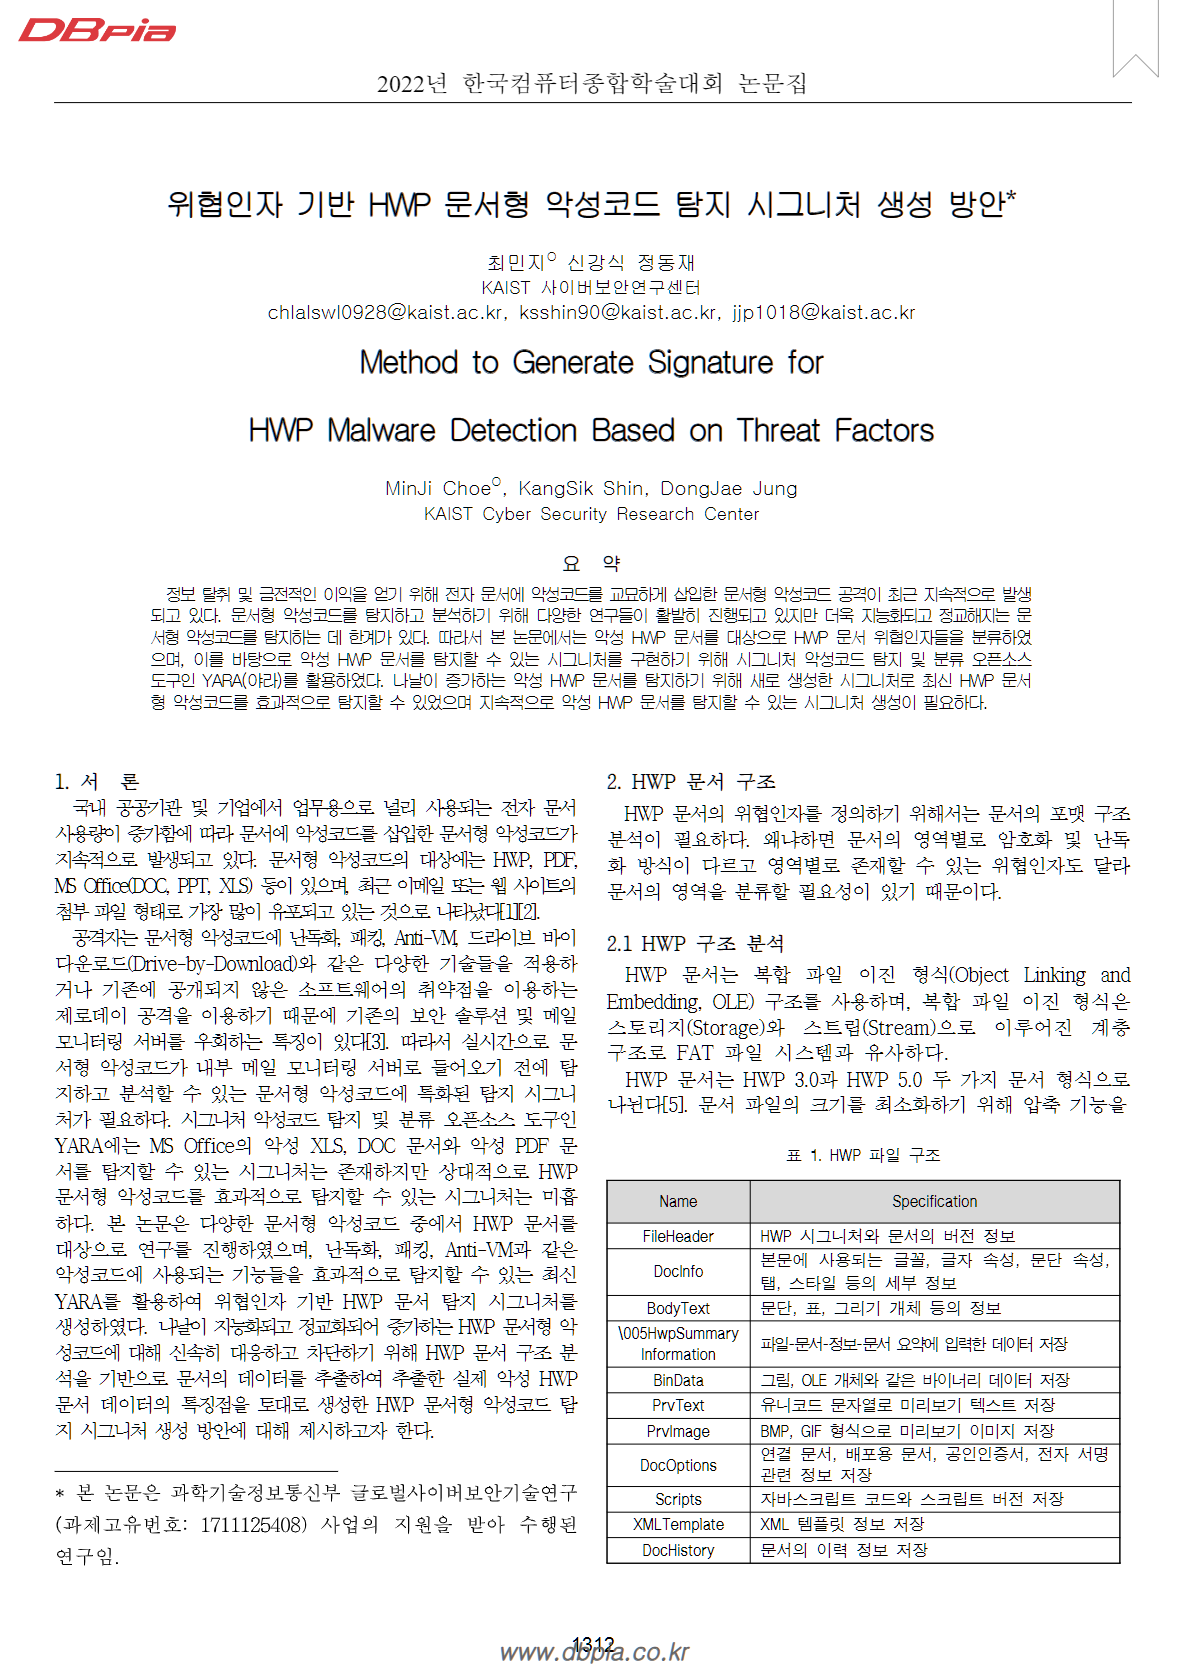 DBpia
2022년 한국컴퓨터종합학술대회 논문집
위협인자 기반 HWP 문서형 악성코드 탐지 시그니처 생성 방안*
최민지○ 신강식 정동재
KAIST 사이버보안연구센터
chlalswl0928@kaist.ac.kr, ksshin90@kaist.ac.kr, jjp1018@kaist.ac.kr
Method to Generate Signature for
HWP Malware Detection Based on Threat Factors
MinJi Choe○, KangSik Shin, DongJae Jung
KAIST Cyber Security Research Center
요 약
정보 탈취 및 금전적인 이익을 얻기 위해 전자 문서에 악성코드를 교묘하게 삽입한 문서형 악성코드 공격이 최근 지속적으로 발생
되고 있다. 문서형 악성코드를 탐지하고 분석하기 위해 다양한 연구들이 활발히 진행되고 있지만 더욱 지능화되고 정교해지는 문
서형 악성코드를 탐지하는 데 한계가 있다. 따라서 본 논문에서는 악성 HWP 문서를 대상으로 HWP 문서 위협인자들을 분류하였
으며, 이를 바탕으로 악성 HWP 문서를 탐지할 수 있는 시그니처를 구현하기 위해 시그니처 악성코드 탐지 및 분류 오픈소스
도구인 YARA(야라)를 활용하였다. 나날이 증가하는 악성 HWP 문서를 탐지하기 위해 새로 생성한 시그니처로 최신 HWP 문서
형 악성코드를 효과적으로 탐지할 수 있었으며 지속적으로 악성 HWP 문서를 탐지할 수 있는 시그니처 생성이 필요하다.
1. 서 론
국내 공공기관 및 기업에서 업무용으로 널리 사용되는 전자 문서
사용량이 증가함에 따라 문서에 악성코드를 삽입한 문서형 악성코드가
지속적으로 발생되고 있다. 문서형 악성코드의 대상에는 HWP, PDF,
MS Office(DOC, PPT, XLS) 등이 있으며, 최근 이메일 또는 웹 사이트의
첨부 파일 형태로 가장 많이 유포되고 있는 것으로 나타났다[1][2].
공격자는 문서형 악성코드에 난독화, 패킹, Anti-VM, 드라이브 바이
다운로드(Drive-by-Download)와 같은 다양한 기술들을 적용하
거나 기존에 공개되지 않은 소프트웨어의 취약점을 이용하는
제로데이 공격을 이용하기 때문에 기존의 보안 솔루션 및 메일
모니터링 서버를 우회하는 특징이 있다[3]. 따라서 실시간으로 문
서형 악성코드가 내부 메일 모니터링 서버로 들어오기 전에 탐
지하고 분석할 수 있는 문서형 악성코드에 특화된 탐지 시그니
처가 필요하다. 시그니처 악성코드 탐지 및 분류 오픈소스 도구인
YARA에는 MS Office의 악성 XLS, DOC 문서와 악성 PDF 문
서를 탐지할 수 있는 시그니처는 존재하지만 상대적으로 HWP
문서형 악성코드를 효과적으로 탐지할 수 있는 시그니처는 미흡
하다. 본 논문은 다양한 문서형 악성코드 중에서 HWP 문서를
대상으로 연구를 진행하였으며, 난독화, 패킹, Anti-VM과 같은
악성코드에 사용되는 기능들을 효과적으로 탐지할 수 있는 최신
YARA를 활용하여 위협인자 기반 HWP 문서 탐지 시그니처를
생성하였다. 나날이 지능화되고 정교화되어 증가하는 HWP 문서형 악
성코드에 대해 신속히 대응하고 차단하기 위해 HWP 문서 구조 분
석을 기반으로 문서의 데이터를 추출하여 추출한 실제 악성 HWP
문서 데이터의 특징점을 토대로 생성한 HWP 문서형 악성코드 탐
지 시그니처 생성 방안에 대해 제시하고자 한다.
* 본 논문은 과학기술정보통신부 글로벌사이버보안기술연구
(과제고유번호: 1711125408) 사업의 지원을 받아 수행된
연구임.
2. HWP 문서 구조
HWP 문서의 위협인자를 정의하기 위해서는 문서의 포맷 구조
분석이 필요하다. 왜냐하면 문서의 영역별로 암호화 및 난독
화 방식이 다르고 영역별로 존재할 수 있는 위협인자도 달라
문서의 영역을 분류할 필요성이 있기 때문이다.
2.1 HWP 구조 분석
HWP 문서는 복합 파일 이진 형식(Object Linking and
Embedding, OLE) 구조를 사용하며, 복합 파일 이진 형식은
스토리지(Storage)와 스트림(Stream)으로 이루어진 계층
구조로 FAT 파일 시스템과 유사하다.
HWP 문서는 HWP 3.0과 HWP 5.0 두 가지 문서 형식으로
나뉜다[5]. 문서 파일의 크기를 최소화하기 위해 압축 기능을
표 1. HWP 파일 구조
Name Specification
FileHeader HWP 시그니처와 문서의 버전 정보
DocInfo 본문에 사용되는 글꼴, 글자 속성, 문단 속성,
탭, 스타일 등의 세부 정보
BodyText 문단, 표, 그리기 개체 등의 정보
\005HwpSummary
Information 파일-문서-정보-문서 요약에 입력한 데이터 저장
BinData 그림, OLE 개체와 같은 바이너리 데이터 저장
PrvText 유니코드 문자열로 미리보기 텍스트 저장
PrvImage BMP, GIF 형식으로 미리보기 이미지 저장
DocOptions 연결 문서, 배포용 문서, 공인인증서, 전자 서명
관련 정보 저장
Scripts 자바스크립트 코드와 스크립트 버전 저장
XMLTemplate XML 템플릿 정보 저장
DocHistory 문서의 이력 정보 저장
1312
www.dbpia.co.kr